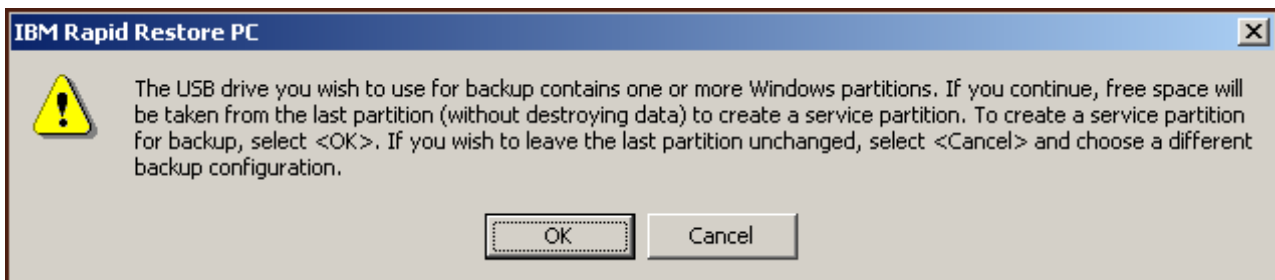 IBM Rapid Restore PC
The USB drive you wish to use for backup contains one or more Windows partitions. If you continue, free space will
be taken from the last partition (without destroying data) to create a service partition. To create a service partition
for backup, select <OK>. If you wish to leave the last partition unchanged, select <Cancel> and choose a different
backup configuration.
OK
Cancel